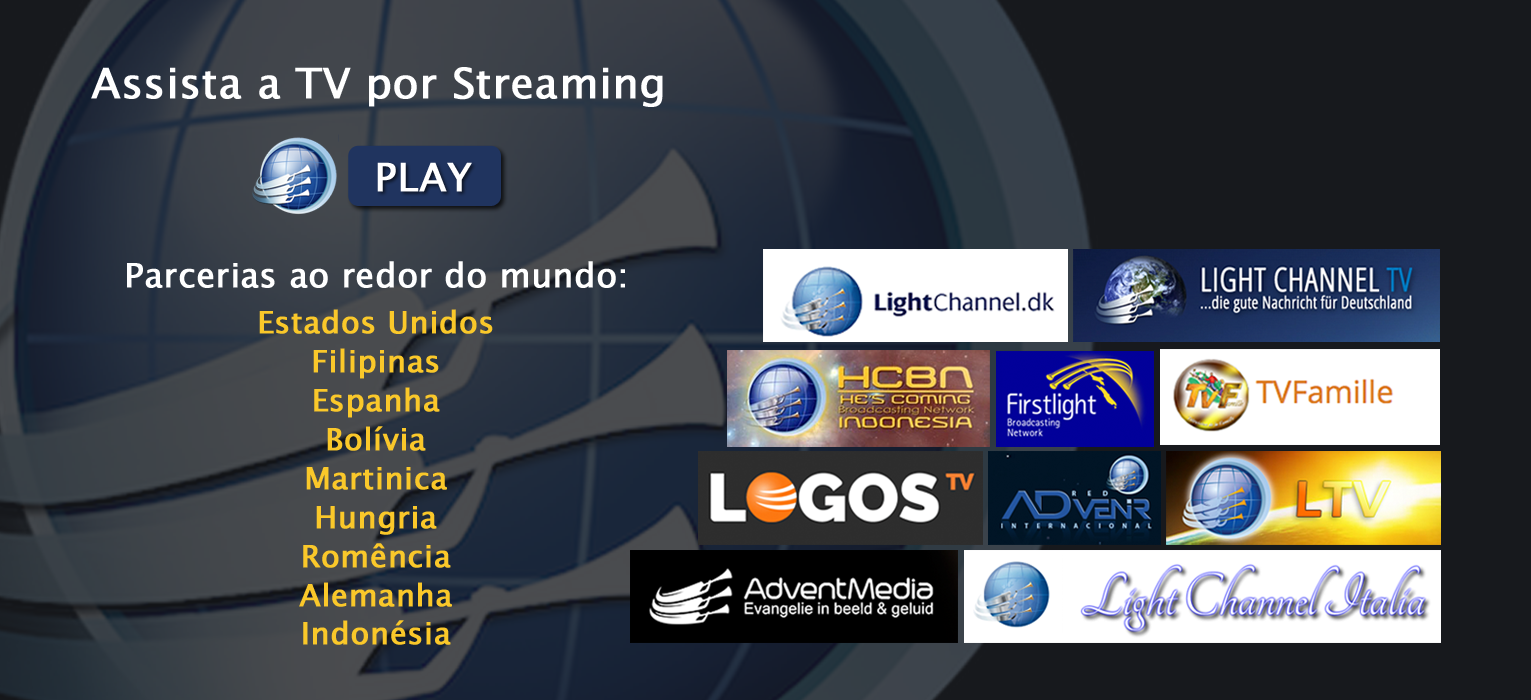 Assista a TV por Streaming
PLAY
Parcerias ao redor do mundo:
Estados Unidos
Filipinas
Espanha
Bolívia
Martinica
Hungria
Romência
Alemanha
Indonésia
LightChannel.dk
LIGHT CHANNEL TV
...die gute Nachricht für Deutschland
HCBN
HE'S COMING
Broadcasting Network
INDONESIA
Firstlight
Broadcasting
Network
TVF
TVFamille
LOGOS TV
RED
ADVENIR
INTERNACIONAL
LTV
AdventMedia
Evangelie in beeld & geluid
Light Channel Italia